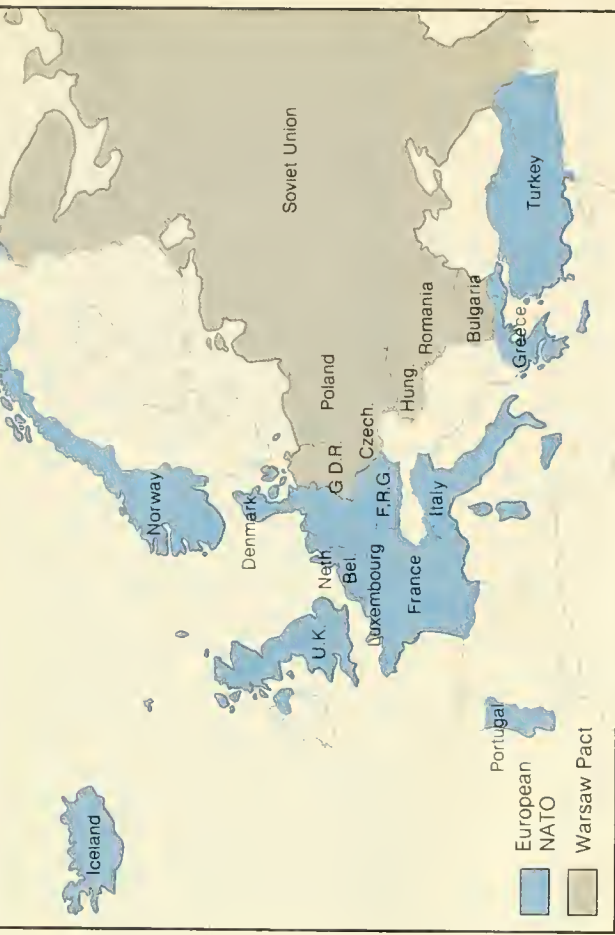 Iceland
Norway
Soviet Union
Denmark
U.K.
Neth.
Bel.
Luxembourg
G.D.R.
Poland
F.R.G.
Czech.
France
Hung.
Romania
Italy
Bulgaria
Portugal
Greece
Turkey
European
NATO
Warsaw Pact